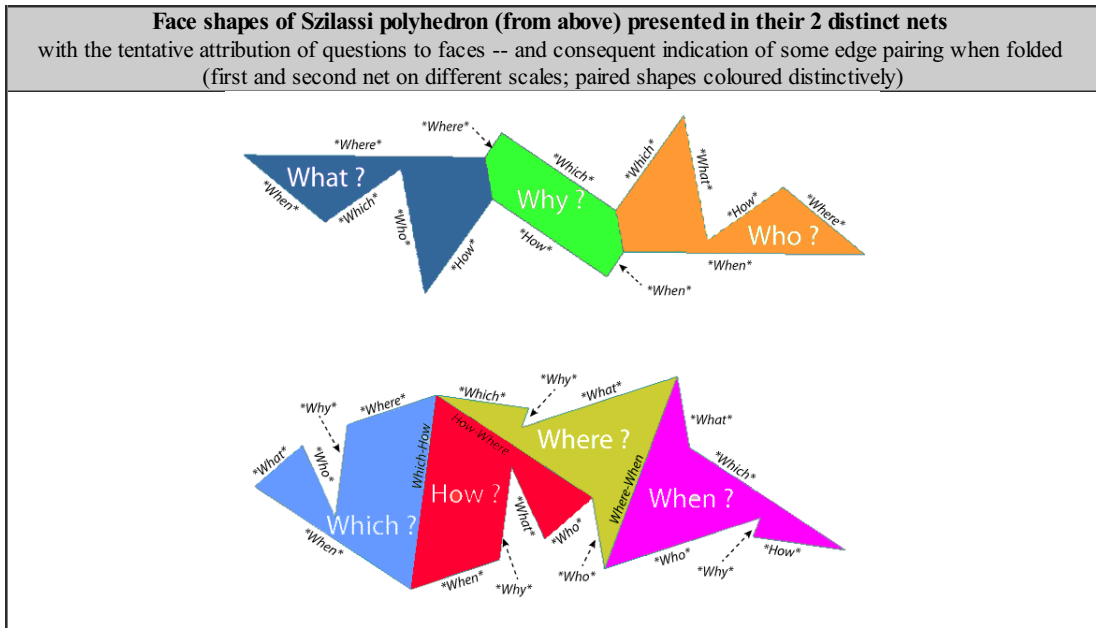 Face shapes of Szilassi polyhedron (from above) presented in their 2 distinct nets
with the tentative attribution of questions to faces -- and consequent indication of some edge pairing when folded
(first and second net on different scales; paired shapes coloured distinctively)
*Where*
*Where*
*Which*
*Which*
*What*
What ?
*When*
*Which*
*Who*
*How*
Why ?
*How*
*How*
*Where*
Who ?
*When*
*When*
*Why*
*Where*
*What*
*Who*
Which ?
*When*
Which-How
*Which*
*Why*
*What*
How-Where
Where ?
How ?
*What*
*Who*
*When*
*Why*
*Who*
Where-When
*What*
When ?
*Which*
*Who*
*Why*
*How*